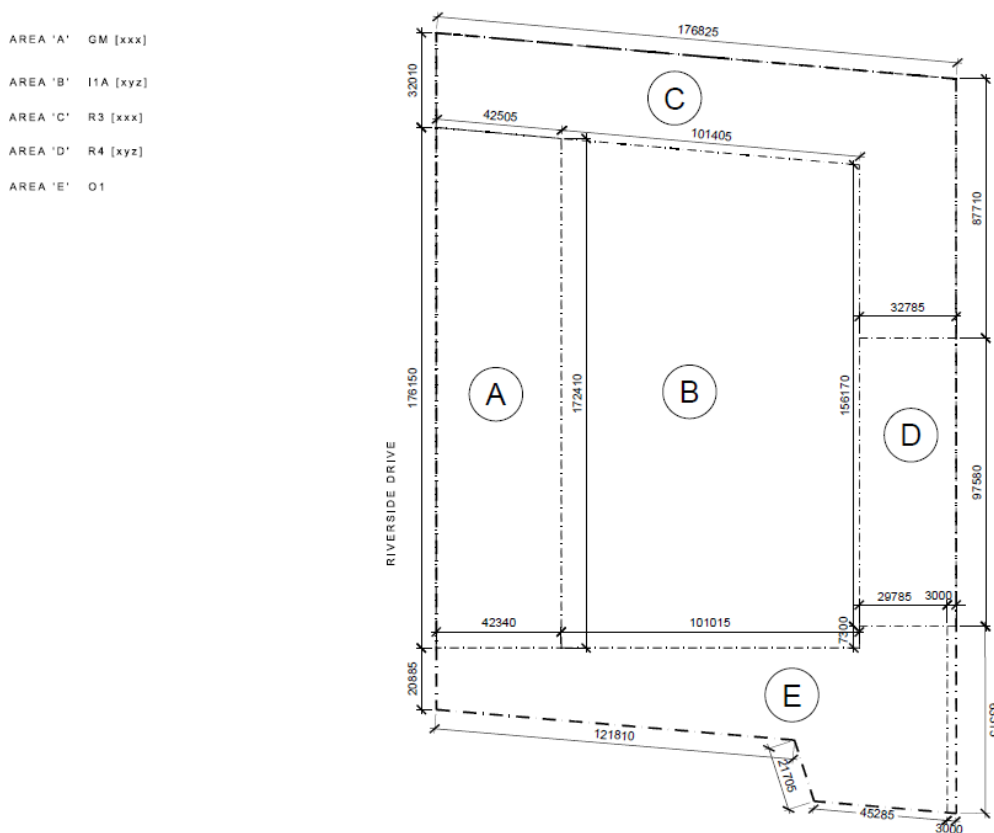 AREA 'A' GM [xxx]
AREA 'B' I1A [xyz]
AREA 'C' R3 [xxx]
AREA 'D' R4 [xyz]
AREA 'E' O1
176825
32010
C
42505
101405
87710
32785
176150
A
172410
B
156170
D
97580
RIVERSIDE DRIVE
29785
3000
42340
101015
7300
20885
E
121810
21705
45285
3000